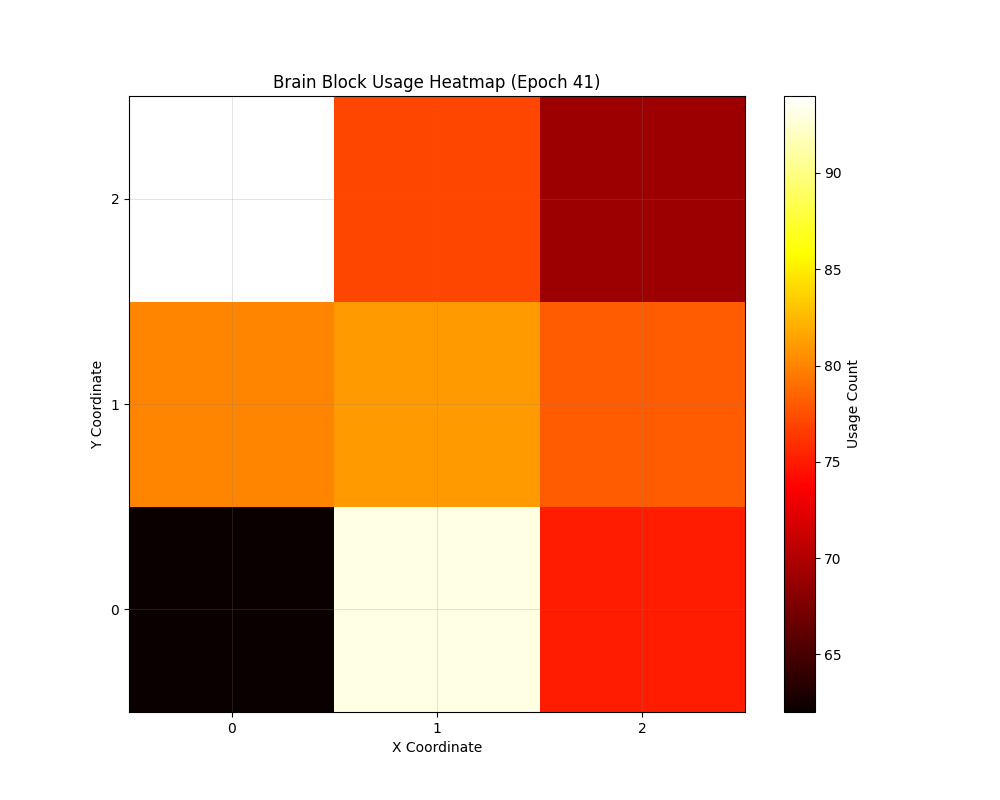 Brain Block Usage Heatmap (Epoch 41)
2
1
0
Y Coordinate
0 1 2
X Coordinate
90
85
80
75
70
65
Usage Count